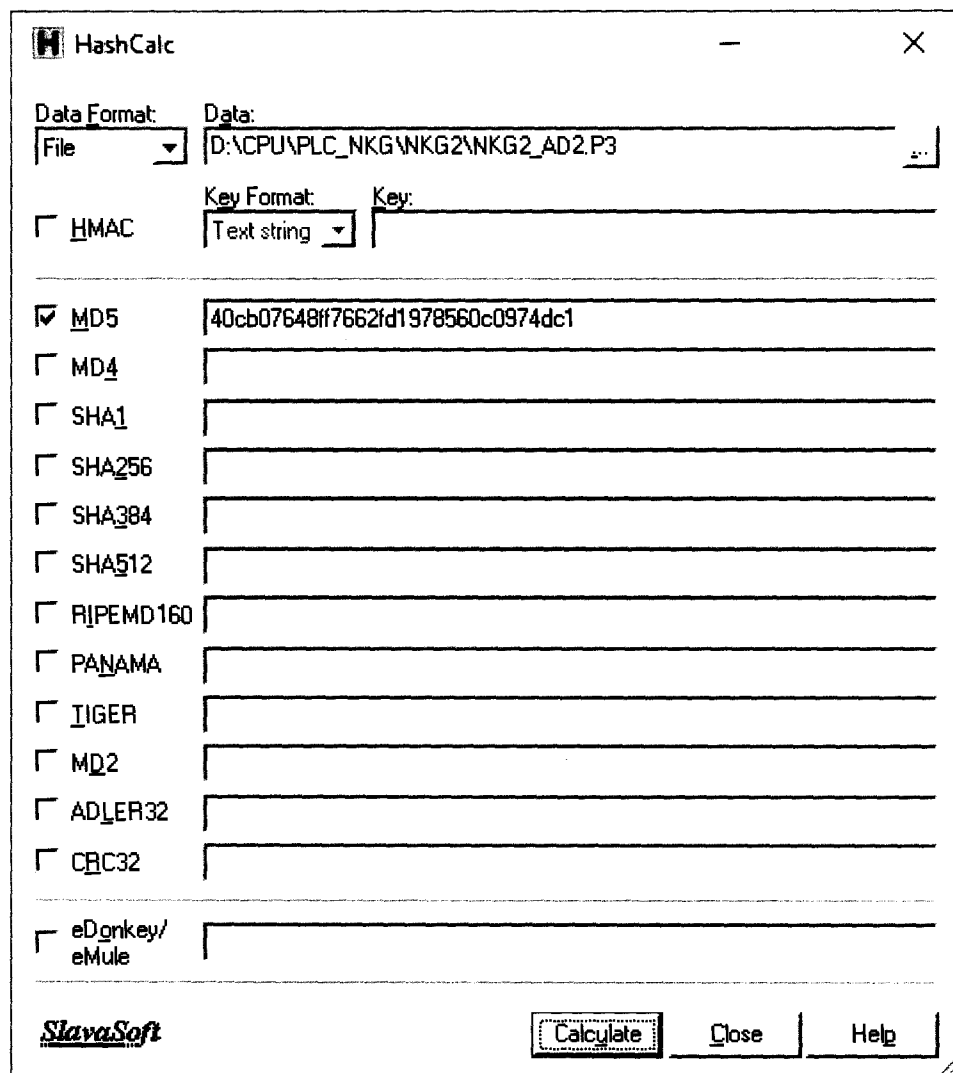 HashCalc
Data Format: Data:
File D:\CPU\PLC_NKG\NKG2\NKG2_AD2.P3 ...
Key Format: Key:
HMAC Text string
MD5 40cb07648ff7662fd1978560c0974dc1
MD4
SHA1
SHA256
SHA384
SHA512
RIPEMD160
PANAMA
TIGER
MD2
ADLER32
CRC32
eDonkey/
eMule
SlavaSoft Calculate Close Help